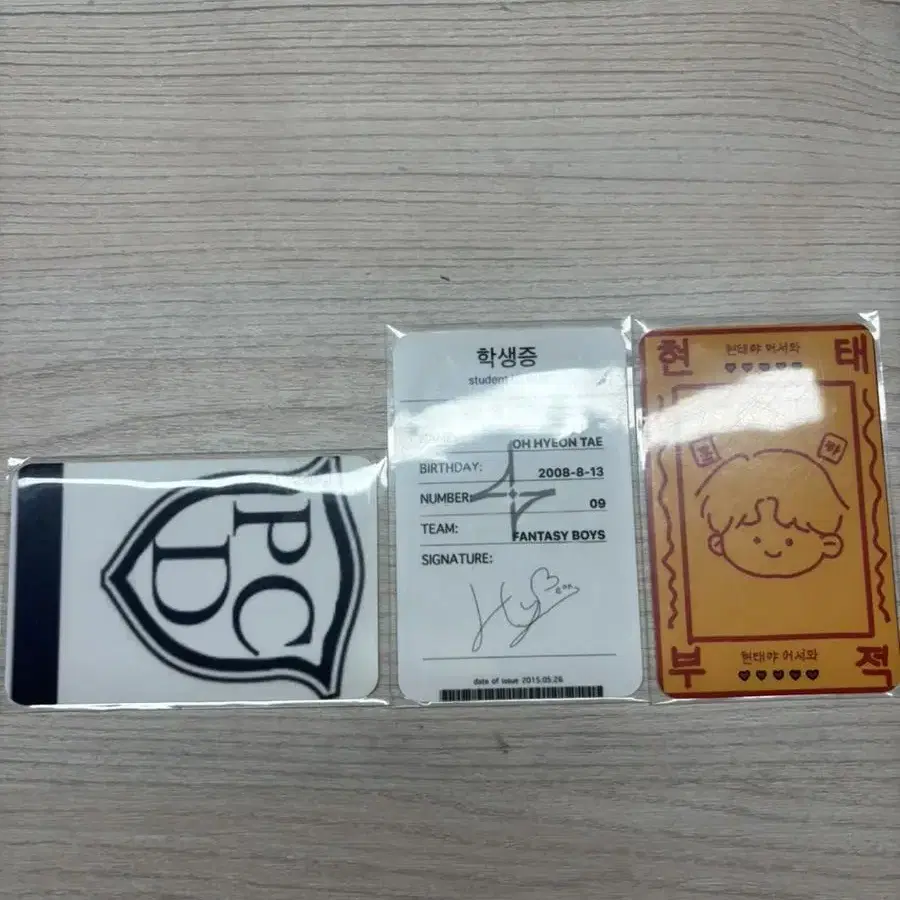 PC
D
학생증
student
OH HYEON TAE
BIRTHDAY: 2008-8-13
NUMBER: 09
TEAM: FANTASY BOYS
SIGNATURE:
date of issue 2015.05.26
현 태
현태야 어서와
현태야 어서와
부 적